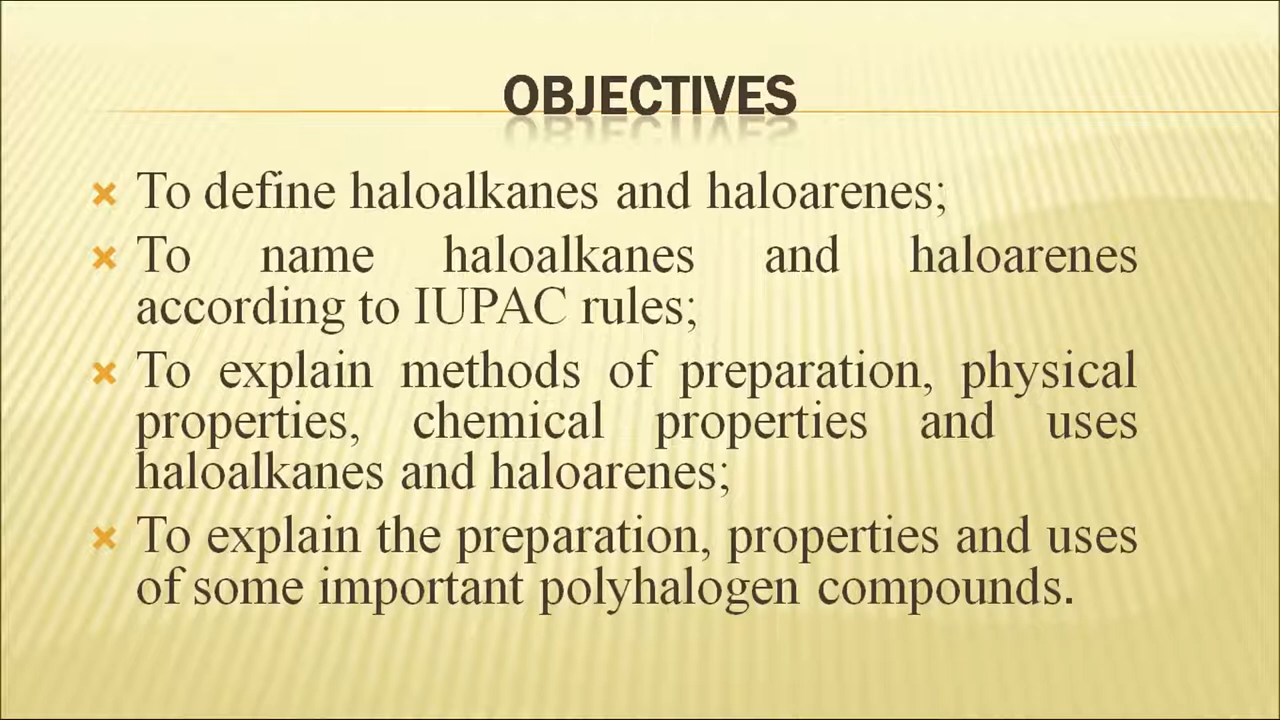 OBJECTIVES
To define haloalkanes and haloarenes;
To name haloalkanes and haloarenes
according to IUPAC rules;
To explain methods of preparation, physical
properties, chemical properties and uses
haloalkanes and haloarenes;
To explain the preparation, properties and uses
of some important polyhalogen compounds.